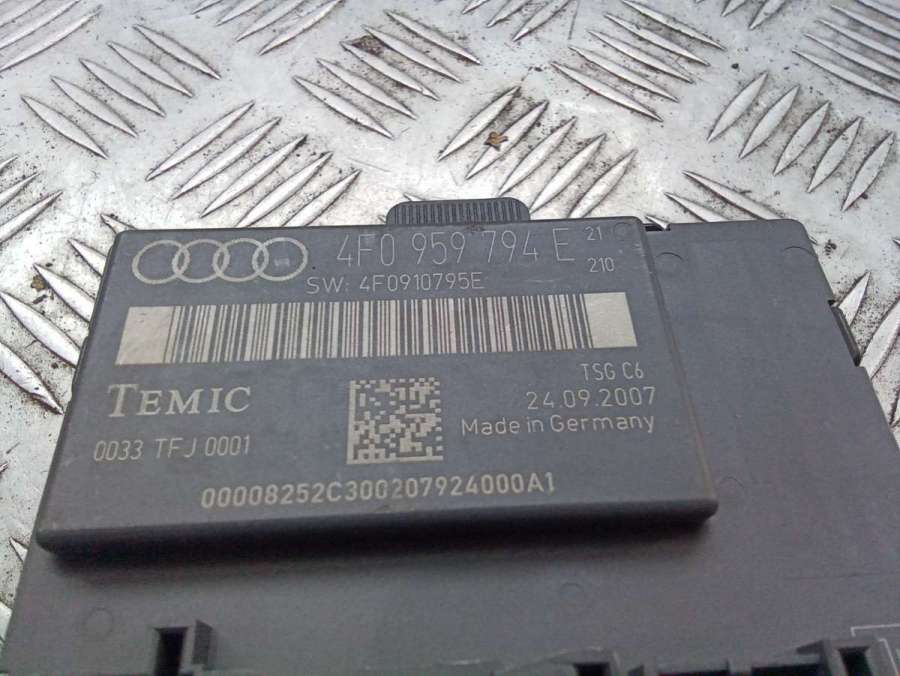 4F0 959 794 E 21
210
SW: 4F0910795E
TSG C6
TEMIC
24.09.2007
Made in Germany
0033 TFJ 0001
00008252C300207924000A1